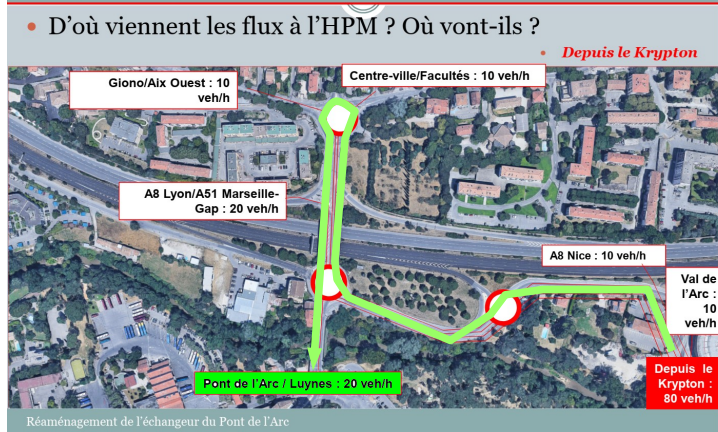 D'où viennent les flux à l'HPM ? Où vont-ils ?
Depuis le Krypton
Giono/Aix Ouest : 10
veh/h
Centre-ville/Facultés : 10 veh/h
A8 Lyon/A51 Marseille-
Gap : 20 veh/h
A8 Nice : 10 veh/h
Val de
l'Arc :
10
veh/h
Pont de l'Arc / Luynes : 20 veh/h
Depuis le
Krypton :
80 veh/h
Réaménagement de l'échangeur du Pont de l'Arc